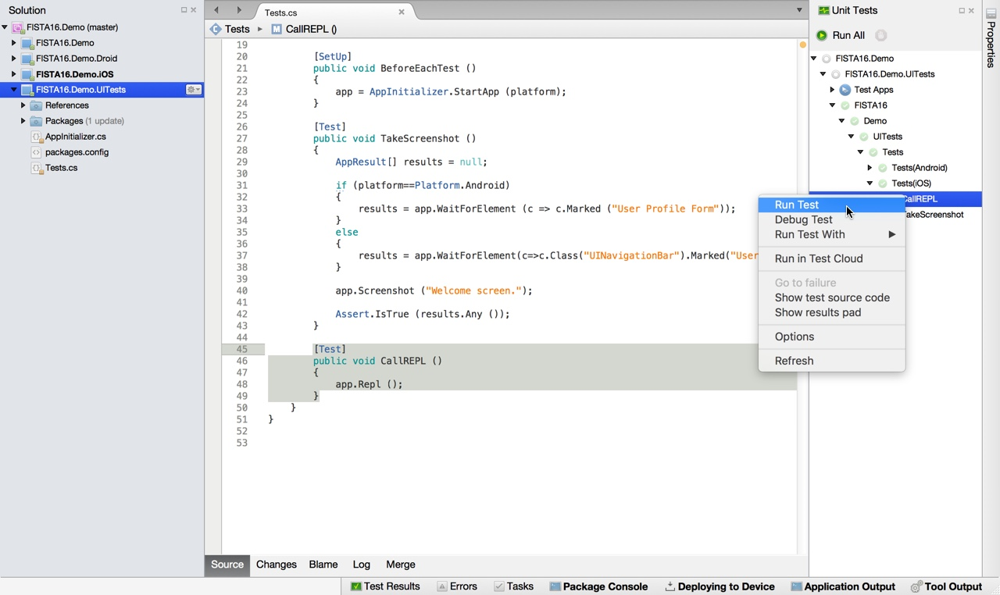 Solution
FISTA16.Demo (master)
FISTA16.Demo
FISTA16.Demo.Droid
FISTA16.Demo.iOS
FISTA16.Demo.UITests
References
Packages (1 update)
AppInitializer.cs
packages.config
Tests.cs
Tests.cs
Tests
M CallREPL ()
19
20 [SetUp]
21 public void BeforeEachTest ()
22 {
23 app = AppInitializer.StartApp (platform);
24 }
25
26 [Test]
27 public void TakeScreenshot ()
28 {
29 AppResult[] results = null;
30
31 if (platform==Platform.Android)
32 {
33 results = app.WaitForElement (c => c.Marked ("User Profile Form"));
34 }
35 else
36 {
37 results = app.WaitForElement(c=>c.Class("UINavigationBar").Marked("User
38 }
39
40 app.Screenshot ("Welcome screen.");
41
42 Assert.IsTrue (results.Any ());
43 }
44
45 [Test]
46 public void CallREPL ()
47 {
48 app.Repl ();
49 }
50 }
51 }
52
53
Source
Changes
Blame
Log
Merge
Unit Tests
Run All
FISTA16.Demo
FISTA16.Demo.UITests
Test Apps
FISTA16
Demo
UITests
Tests
Tests(Android)
Tests(iOS)
CallREPL
akeScreenshot
Run Test
Debug Test
Run Test With
Run in Test Cloud
Go to failure
Show test source code
Show results pad
Options
Refresh
Properties
Test Results
Errors
Tasks
Package Console
Deploying to Device
Application Output
Tool Output